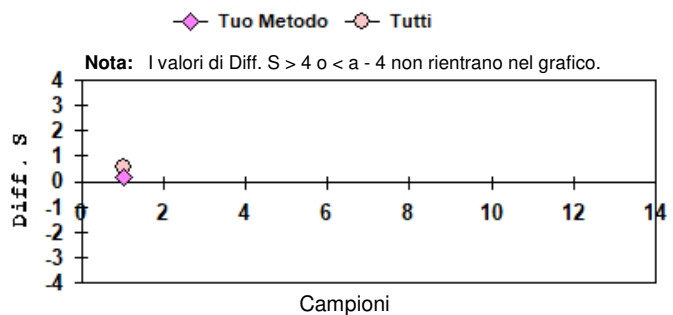 Tuo Metodo Tutti
Nota: I valori di Diff. S > 4 o < a - 4 non rientrano nel grafico.
4
3
2
1
0
-1
-2
-3
-4
Diff. S
0 2 4 6 8 10 12 14
Campioni